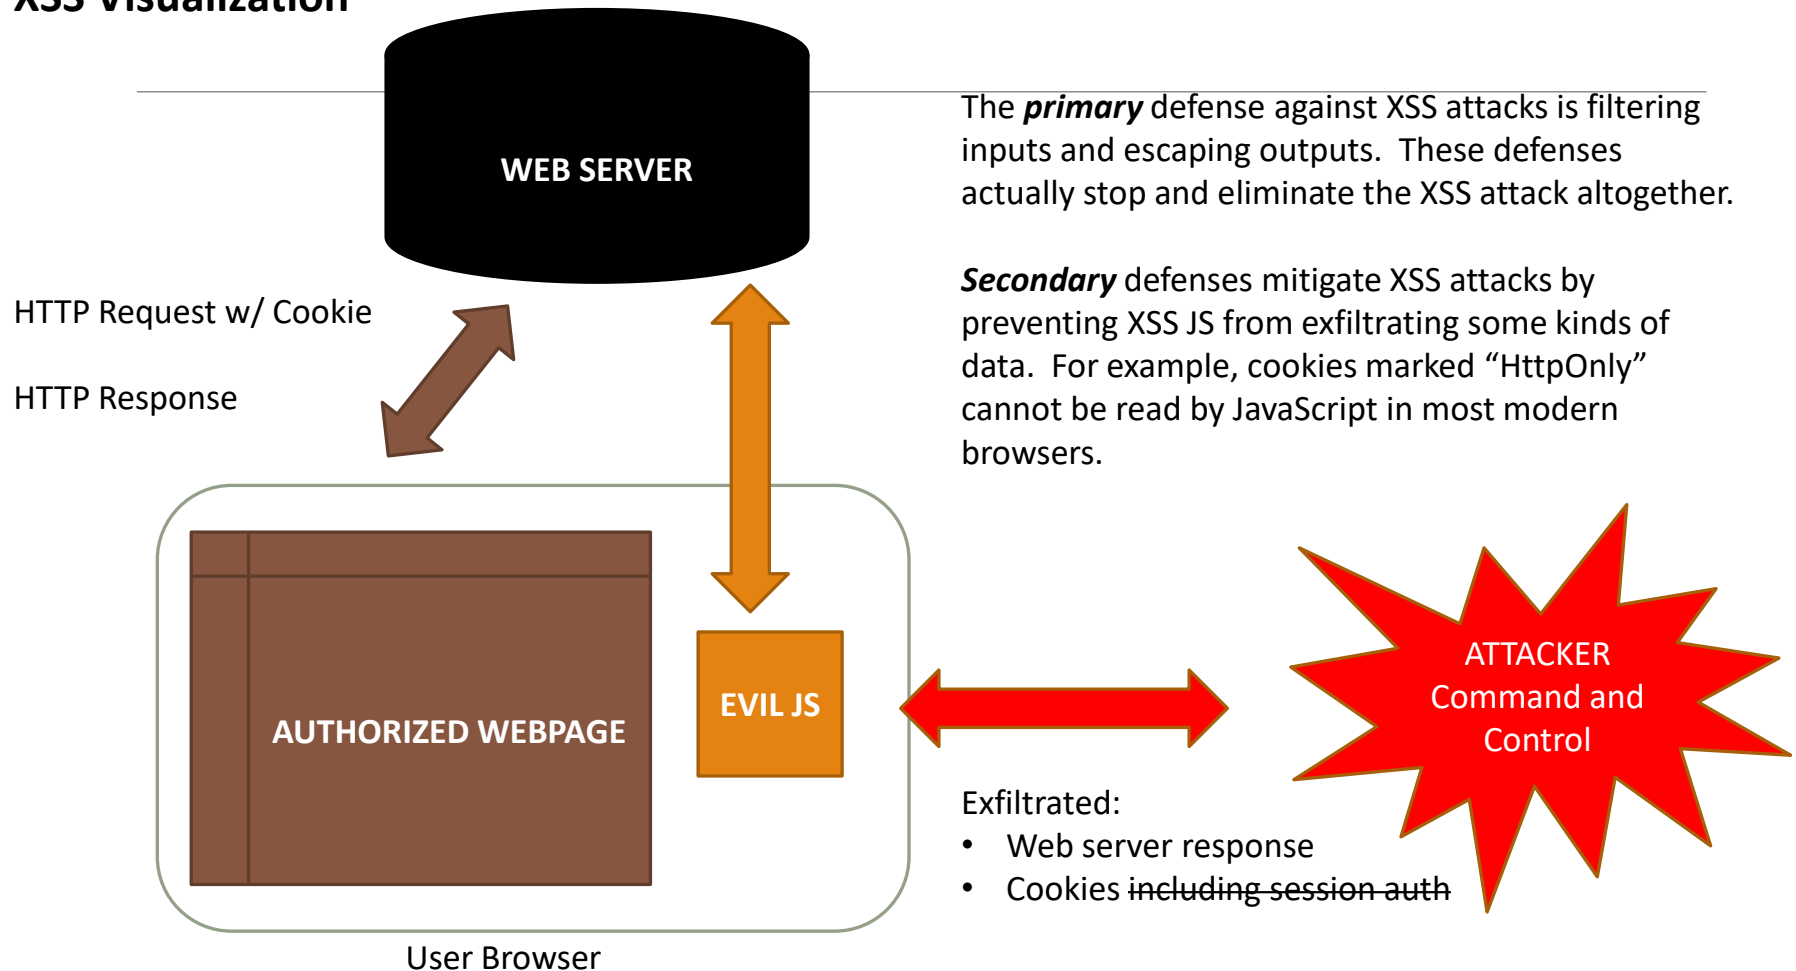 XSS Visualization
WEB SERVER
The primary defense against XSS attacks is filtering
inputs and escaping outputs. These defenses
actually stop and eliminate the XSS attack altogether.
Secondary defenses mitigate XSS attacks by
preventing XSS JS from exfiltrating some kinds of
data. For example, cookies marked “HttpOnly”
cannot be read by JavaScript in most modern
browsers.
HTTP Request w/ Cookie
HTTP Response
AUTHORIZED WEBPAGE
EVIL JS
ATTACKER
Command and
Control
Exfiltrated:
• Web server response
• Cookies including session auth
User Browser